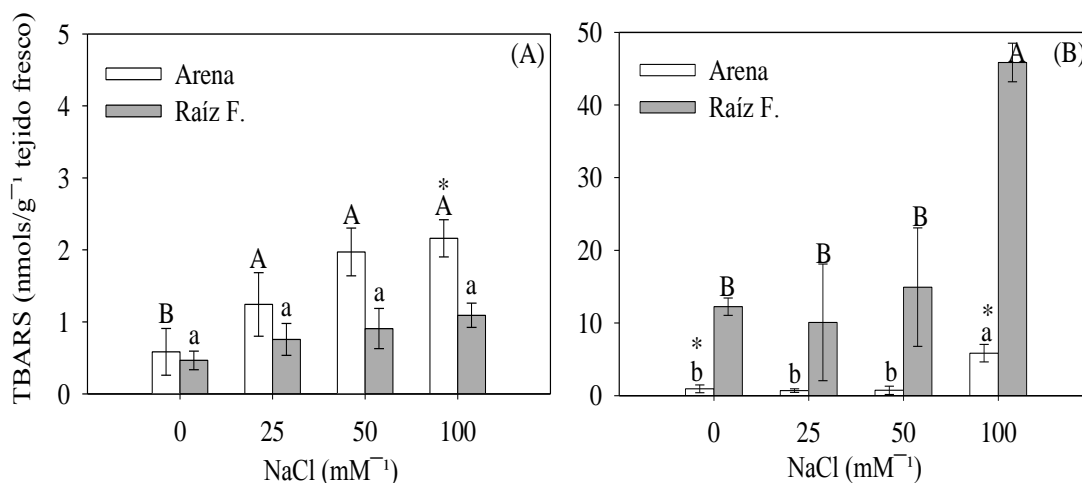 TBARS (nmols/g⁻¹ tejido fresco)
5
4
3
2
1
0
(A)
Arena
Raíz F.
B
a
A
a
A
a
*
A
a
0
25
50
100
NaCl (mM⁻¹)
50
40
30
20
10
0
(B)
Arena
Raíz F.
*
b
B
b
B
b
B
*
a
A
0
25
50
100
NaCl (mM⁻¹)